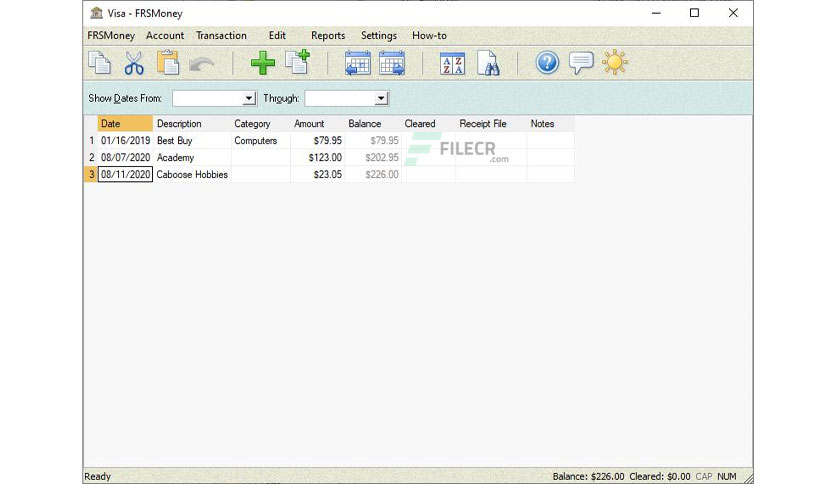 Visa - FRSMoney
FRSMoney Account Transaction Edit Reports Settings How-to
A Z
Z A
?
Show Dates From: Through:
Date Description Category Amount Balance Cleared Receipt File Notes
1 01/16/2019 Best Buy Computers $79.95 $79.95
2 08/07/2020 Academy $123.00 $202.95
3 08/11/2020 Caboose Hobbies $23.05 $226.00
FILECR
.com
Ready Balance: $226.00 Cleared: $0.00 CAP NUM